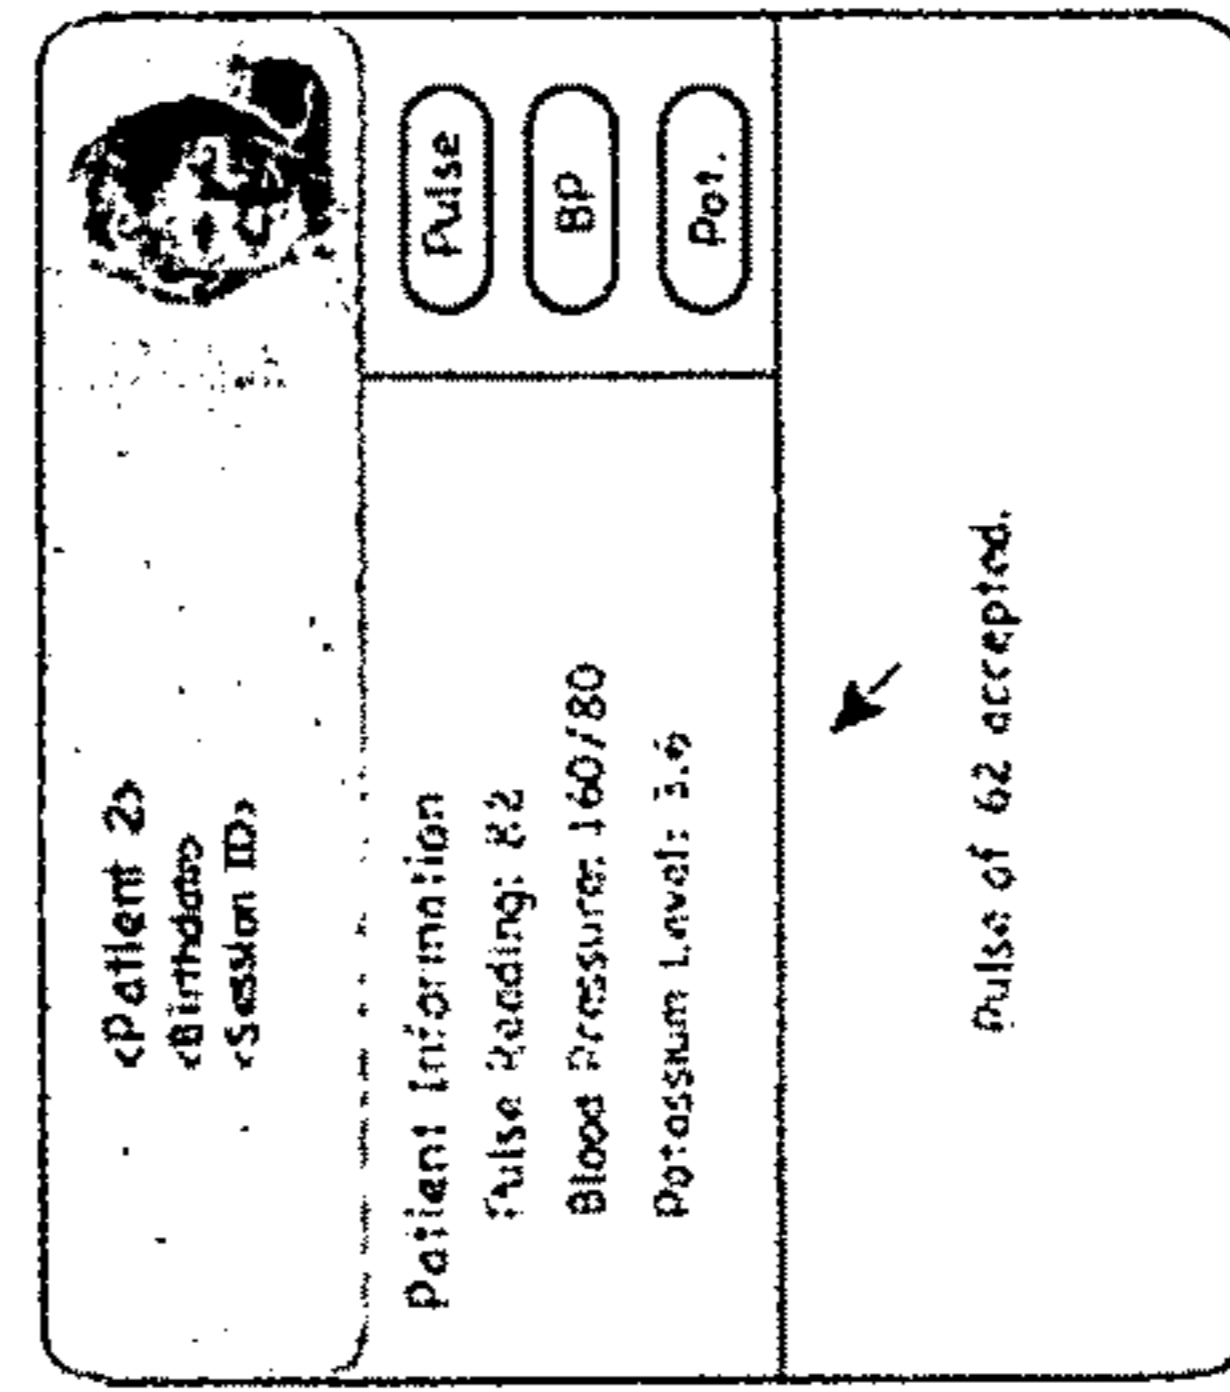 <Patient 2>
<Birthdate>
<Session ID>
Patient Information
Pulse Reading:
Blood Pressure: 160/80
Potassium Level: 3.6
Pulse
BP
Pot.
Pulse of 62 accepted.